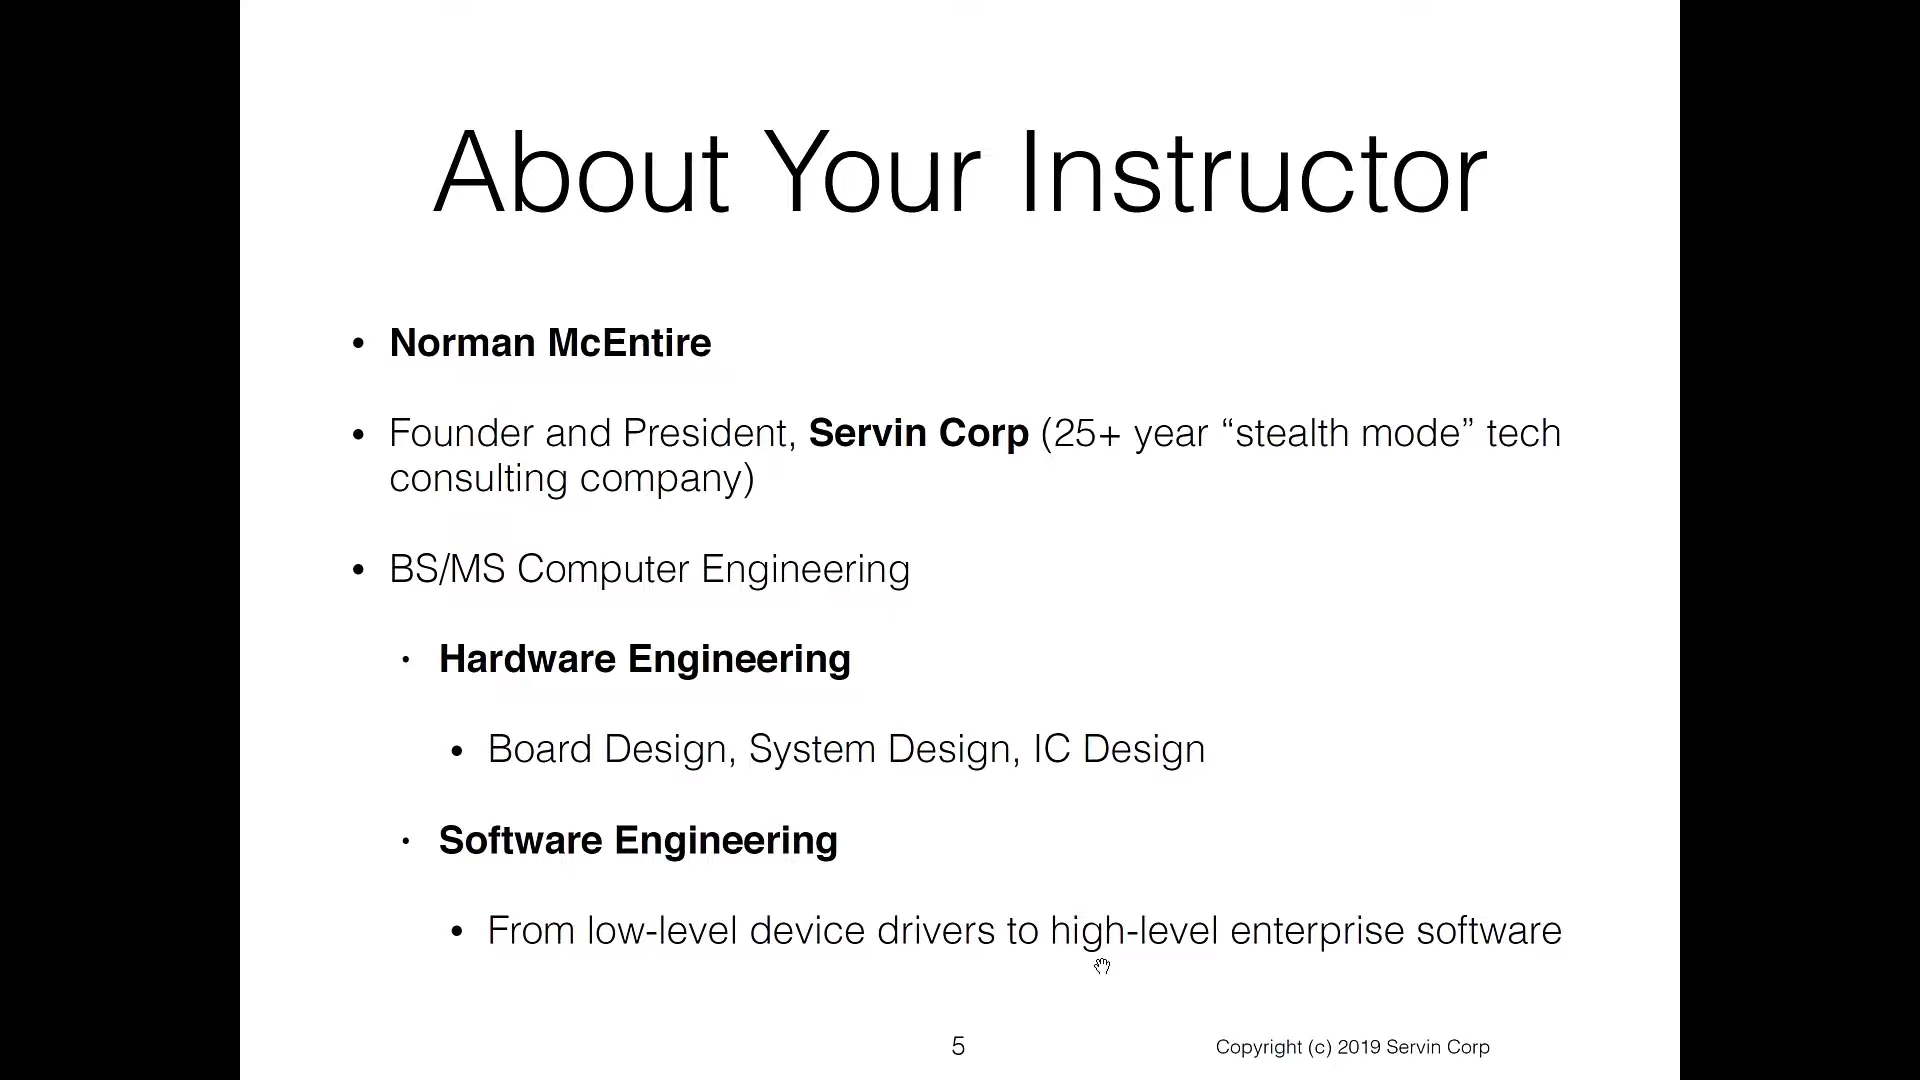 About Your Instructor
• Norman McEntire
• Founder and President, Servin Corp (25+ year “stealth mode” tech
consulting company)
• BS/MS Computer Engineering
• Hardware Engineering
• Board Design, System Design, IC Design
• Software Engineering
• From low-level device drivers to high-level enterprise software
5
Copyright (c) 2019 Servin Corp